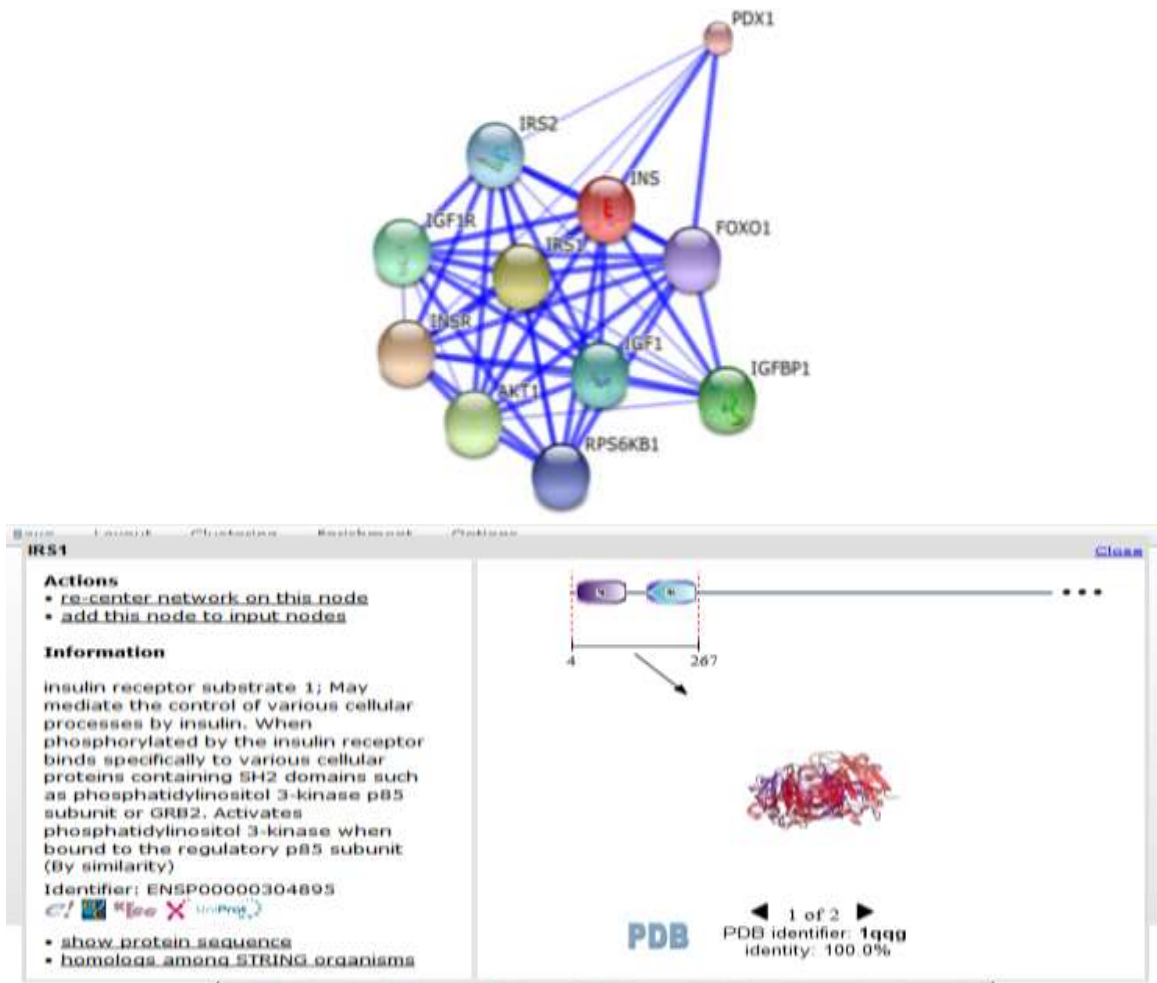 PDX1
IRS2
INS
IGF1R
FOXO1
IRS1
INSR
IGF1
IGFBP1
AKT1
RPS6KB1
Layout Clustering Enrichment Options
IRS1 Close
Actions
• re-center network on this node
• add this node to input nodes
Information
insulin receptor substrate 1; May
mediate the control of various cellular
processes by insulin. When
phosphorylated by the insulin receptor
binds specifically to various cellular
proteins containing SH2 domains such
as phosphatidylinositol 3-kinase p85
subunit or GRB2. Activates
phosphatidylinositol 3-kinase when
bound to the regulatory p85 subunit
(By similarity)
Identifier: ENSP00000304895
UniProt
• show protein sequence
• homologs among STRING organisms
4 267
PDB
1 of 2
PDB identifier: 1qqg
identity: 100.0%